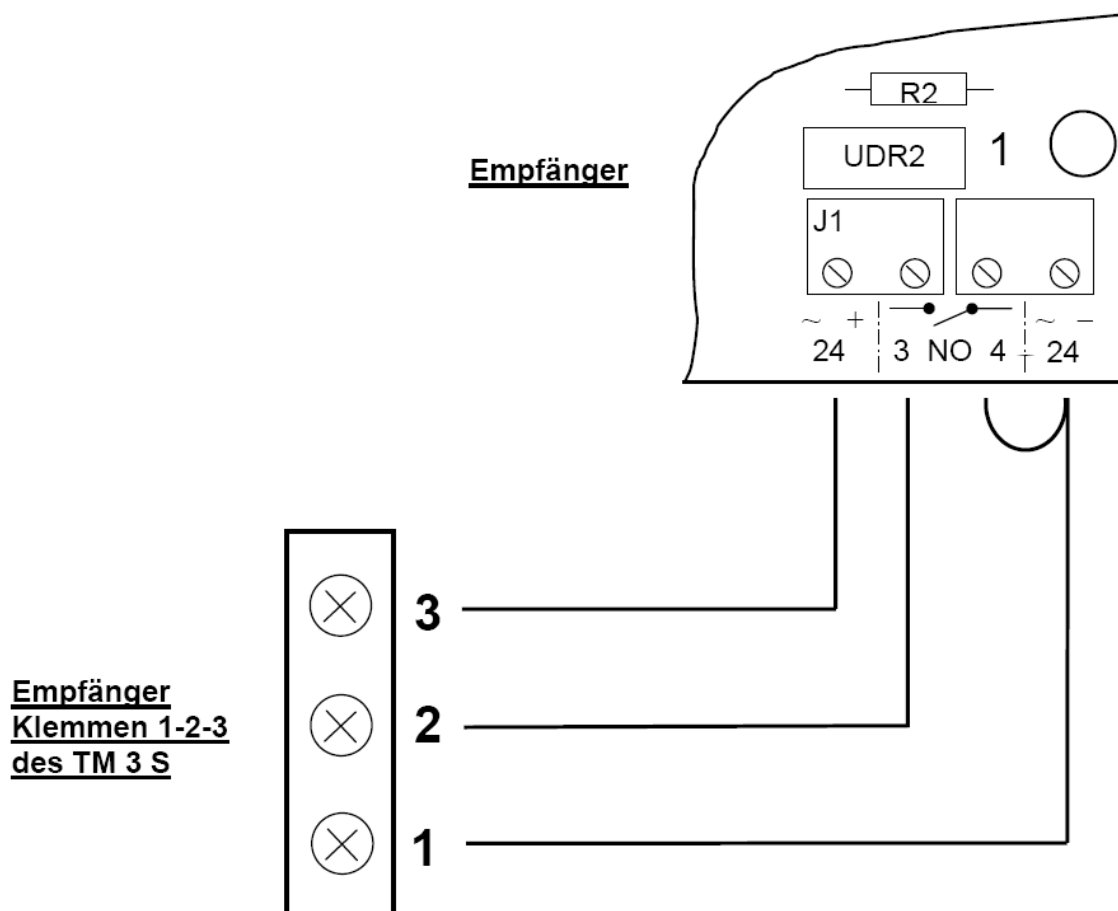 R2
Empfänger
UDR2 1
J1
~ + ~ −
24 3 NO 4 24
3
Empfänger
Klemmen 1-2-3
des TM 3 S
2
1